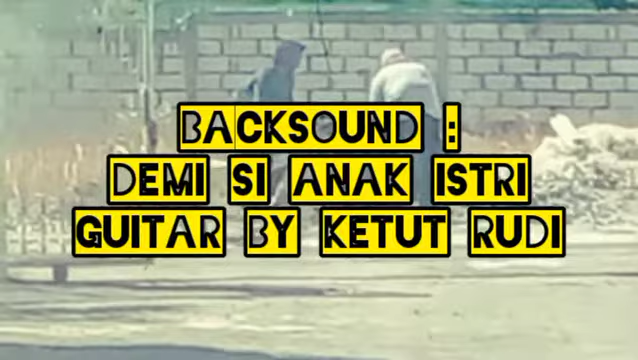 BACKSOUND :
DEMI SI ANAK ISTRI
GUITAR BY KETUT RUDI